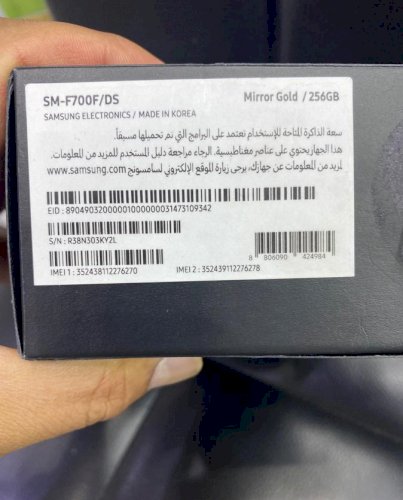 SM-F700F/DS
Mirror Gold / 256GB
SAMSUNG ELECTRONICS / MADE IN KOREA
سعة الذاكرة المتاحة للإستخدام تعتمد على البرامج التي تم تحميلها مسبقاً.
هذا الجهاز يحتوي على عناصر مغناطيسية. الرجاء مراجعة دليل المستخدم للمزيد من المعلومات.
لمزيد من المعلومات عن جهازك، يرجى زيارة الموقع الإلكتروني لسامسونج www.samsung.com
EID : 89049032000001000000031473109342
S/N : R38N303KY2L
8 806090 424984
IMEI 1 : 352438112276270
IMEI 2 : 352439112276278